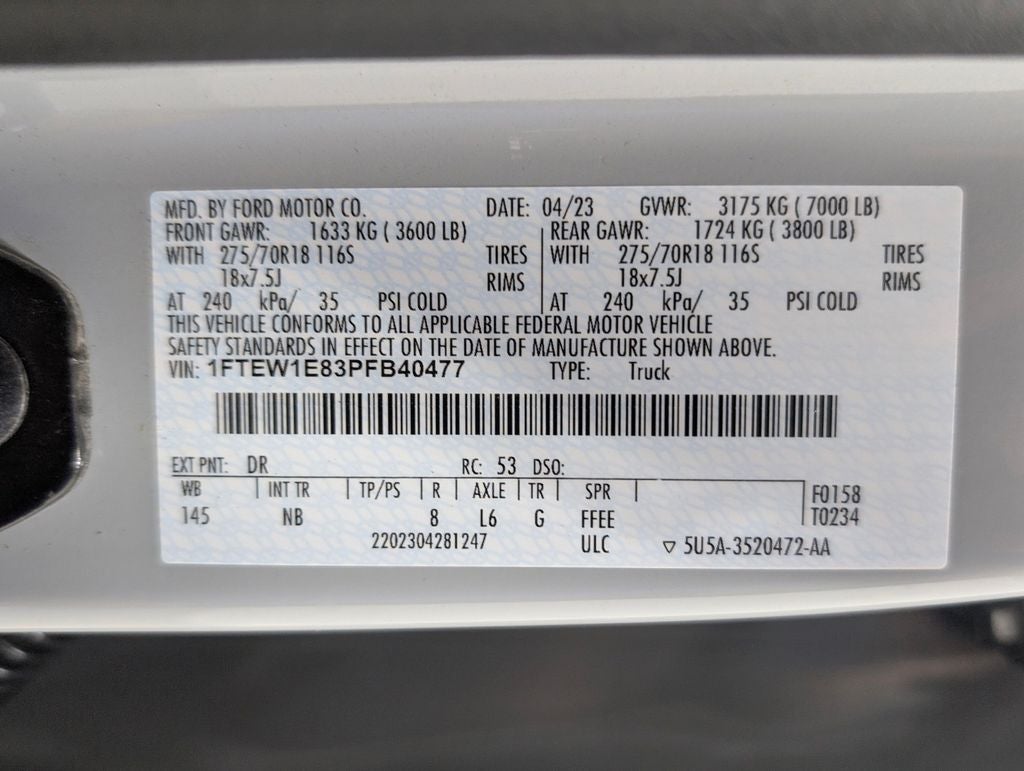 MFD. BY FORD MOTOR CO. DATE: 04/23 GVWR: 3175 KG ( 7000 LB)
FRONT GAWR: 1633 KG ( 3600 LB) REAR GAWR: 1724 KG ( 3800 LB)
WITH 275/70R18 116S TIRES WITH 275/70R18 116S TIRES
18x7.5J RIMS 18x7.5J RIMS
AT 240 kPa/ 35 PSI COLD AT 240 kPa/ 35 PSI COLD
THIS VEHICLE CONFORMS TO ALL APPLICABLE FEDERAL MOTOR VEHICLE
SAFETY STANDARDS IN EFFECT ON THE DATE OF MANUFACTURE SHOWN ABOVE.
VIN: 1FTEW1E83PFB40477 TYPE: Truck
EXT PNT: DR RC: 53 DSO:
WB INT TR TP/PS R AXLE TR SPR F0158
145 NB 8 L6 G FFEE T0234
2202304281247 ULC ▽ 5U5A-3520472-AA